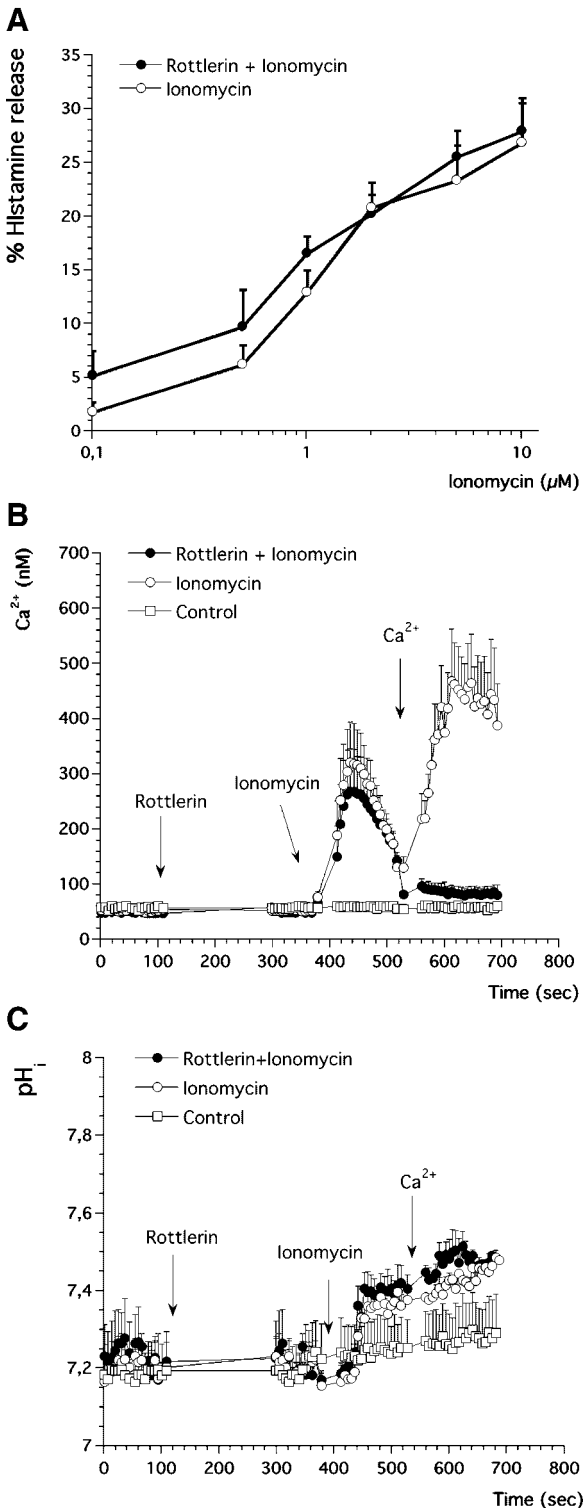 A
% HIstamine release
35
30
25
20
15
10
5
0
Rottlerin + Ionomycin
Ionomycin
0,1
1
10
Ionomycin (µM)
B
Ca2+ (nM)
700
600
500
400
300
200
100
0
Rottlerin + Ionomycin
Ionomycin
Control
Ca2+
Ionomycin
Rottlerin
0 100 200 300 400 500 600 700 800
Time (sec)
C
pHi
8
7,8
7,6
7,4
7,2
7
Rottlerin+Ionomycin
Ionomycin
Control
Ca2+
Rottlerin
Ionomycin
0 100 200 300 400 500 600 700 800
Time (sec)